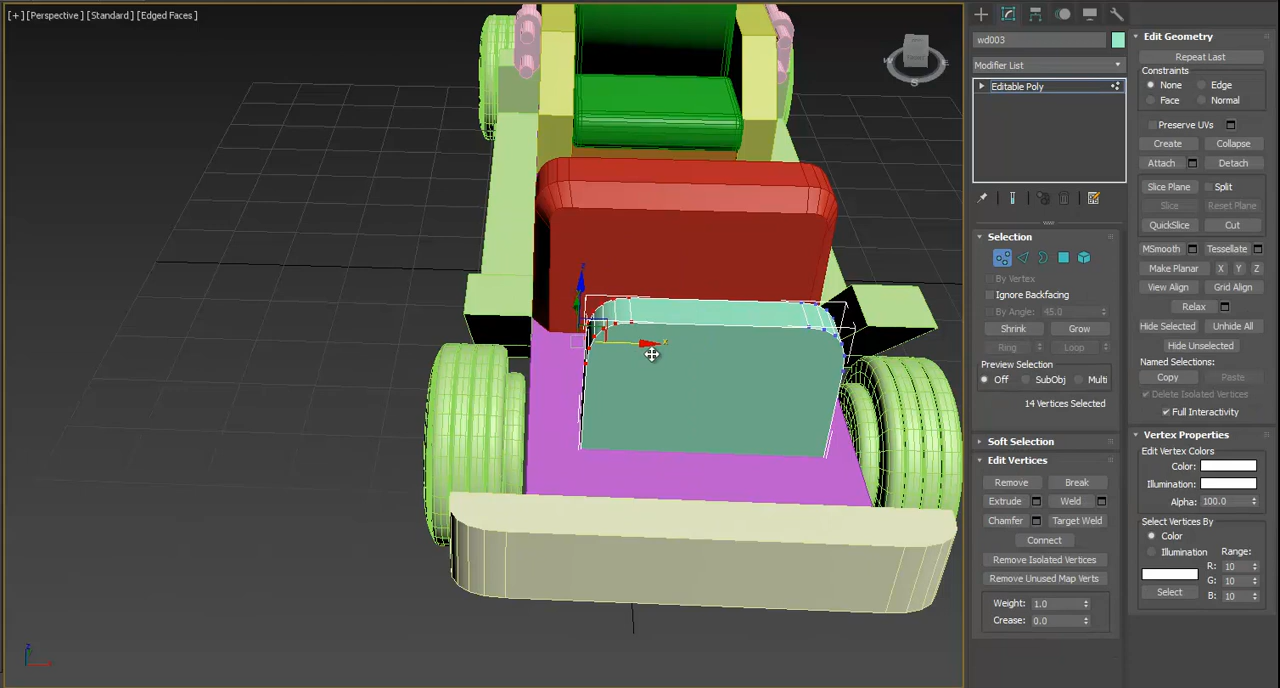 [+] [Perspective] [Standard] [Edged Faces]
W
E
S
x
z
wd003
Modifier List
Editable Poly
Selection
By Vertex
Ignore Backfacing
By Angle: 45.0
Shrink
Grow
Ring
Loop
Preview Selection
Off
SubObj
Multi
14 Vertices Selected
Soft Selection
Edit Vertices
Remove
Break
Extrude
Weld
Chamfer
Target Weld
Connect
Remove Isolated Vertices
Remove Unused Map Verts
Weight: 1.0
Crease: 0.0
Edit Geometry
Repeat Last
Constraints
None
Edge
Face
Normal
Preserve UVs
Create
Collapse
Attach
Detach
Slice Plane
Split
Slice
Reset Plane
QuickSlice
Cut
MSmooth
Tessellate
Make Planar
X
Y
Z
View Align
Grid Align
Relax
Hide Selected
Unhide All
Hide Unselected
Named Selections:
Copy
Paste
Delete Isolated Vertices
Full Interactivity
Vertex Properties
Edit Vertex Colors
Color:
Illumination:
Alpha: 100.0
Select Vertices By
Color
Illumination
Range:
R: 10
G: 10
B: 10
Select